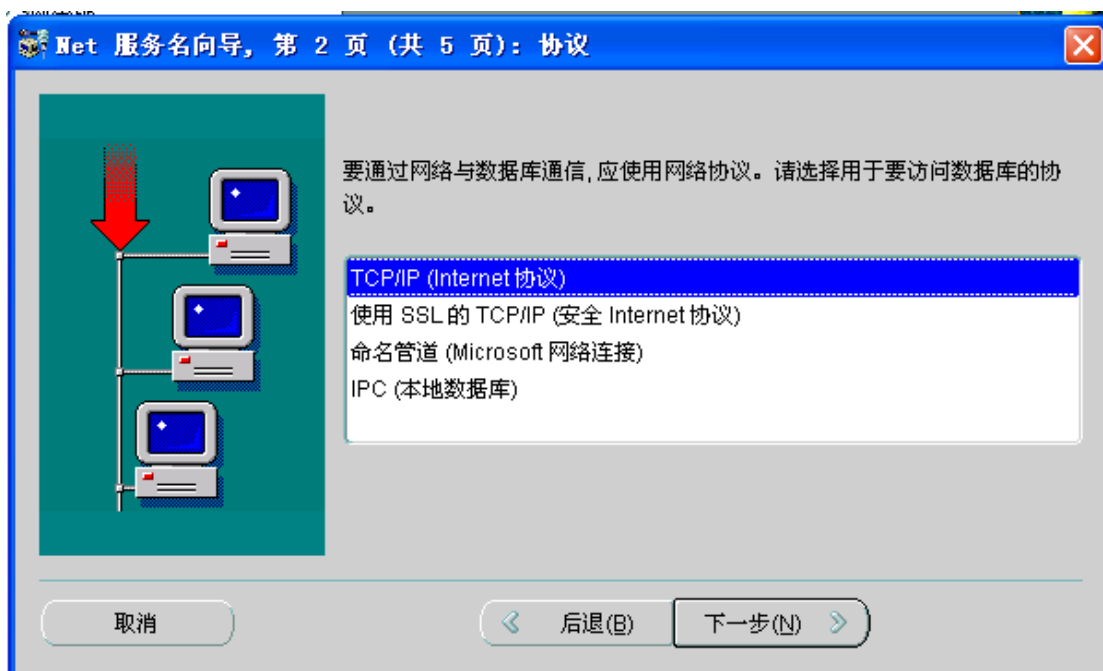 Net 服务名向导, 第 2 页 (共 5 页): 协议
要通过网络与数据库通信,应使用网络协议。请选择用于要访问数据库的协
议。
TCP/IP (Internet 协议)
使用 SSL 的 TCP/IP (安全 Internet 协议)
命名管道 (Microsoft 网络连接)
IPC (本地数据库)
取消
后退(B)
下一步(N)